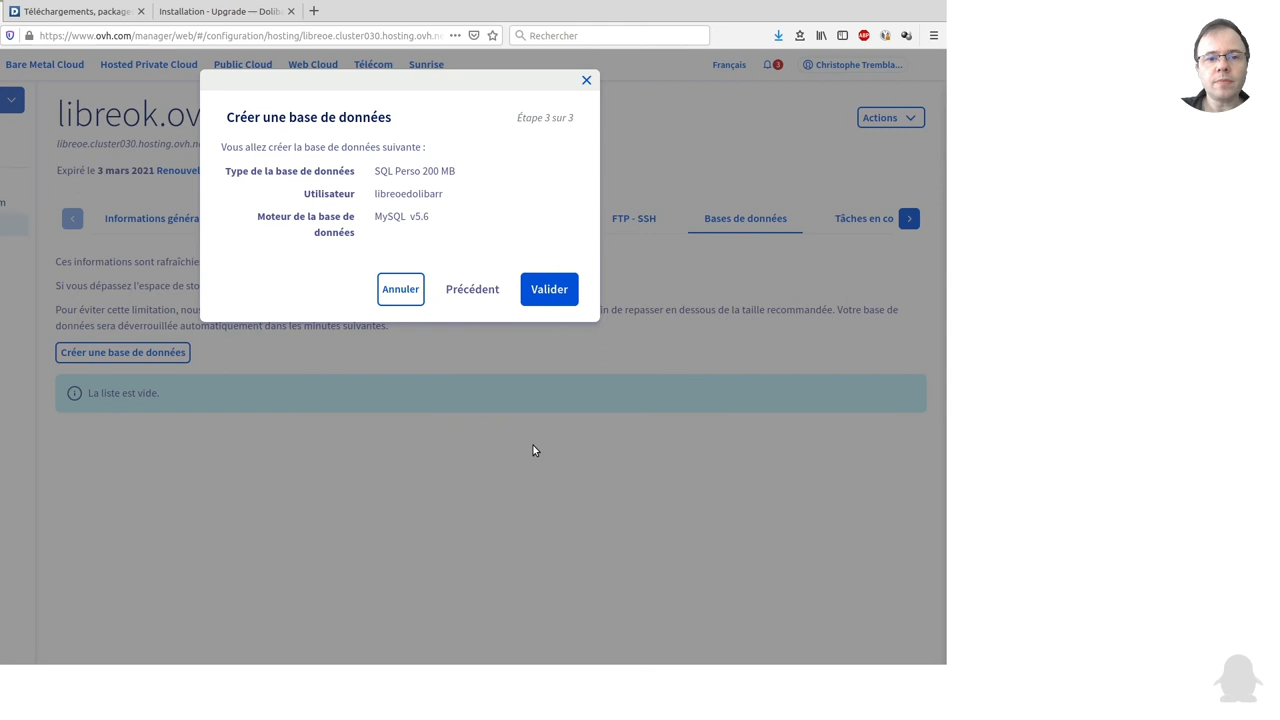 Téléchargements, package
Installation - Upgrade — Dolib
https://www.ovh.com/manager/web/#/configuration/hosting/libreoe.cluster030.hosting.ovh.ne
Rechercher
Bare Metal Cloud
Hosted Private Cloud
Public Cloud
Web Cloud
Télécom
Sunrise
Français
3
Christophe Trembla...
libreok.ov
libreoe.cluster030.hosting.ovh.n
Expiré le 3 mars 2021 Renouvel
Actions
Créer une base de données
Étape 3 sur 3
Vous allez créer la base de données suivante :
Type de la base de données SQL Perso 200 MB
Utilisateur libreoedolibarr
Moteur de la base de données MySQL v5.6
Annuler
Précédent
Valider
m
Informations généra
FTP - SSH
Bases de données
Tâches en co
Ces informations sont rafraîchie
Si vous dépassez l'espace de sto
Pour éviter cette limitation, nou
in de repasser en dessous de la taille recommandée. Votre base de
données sera déverrouillée automatiquement dans les minutes suivantes.
Créer une base de données
La liste est vide.